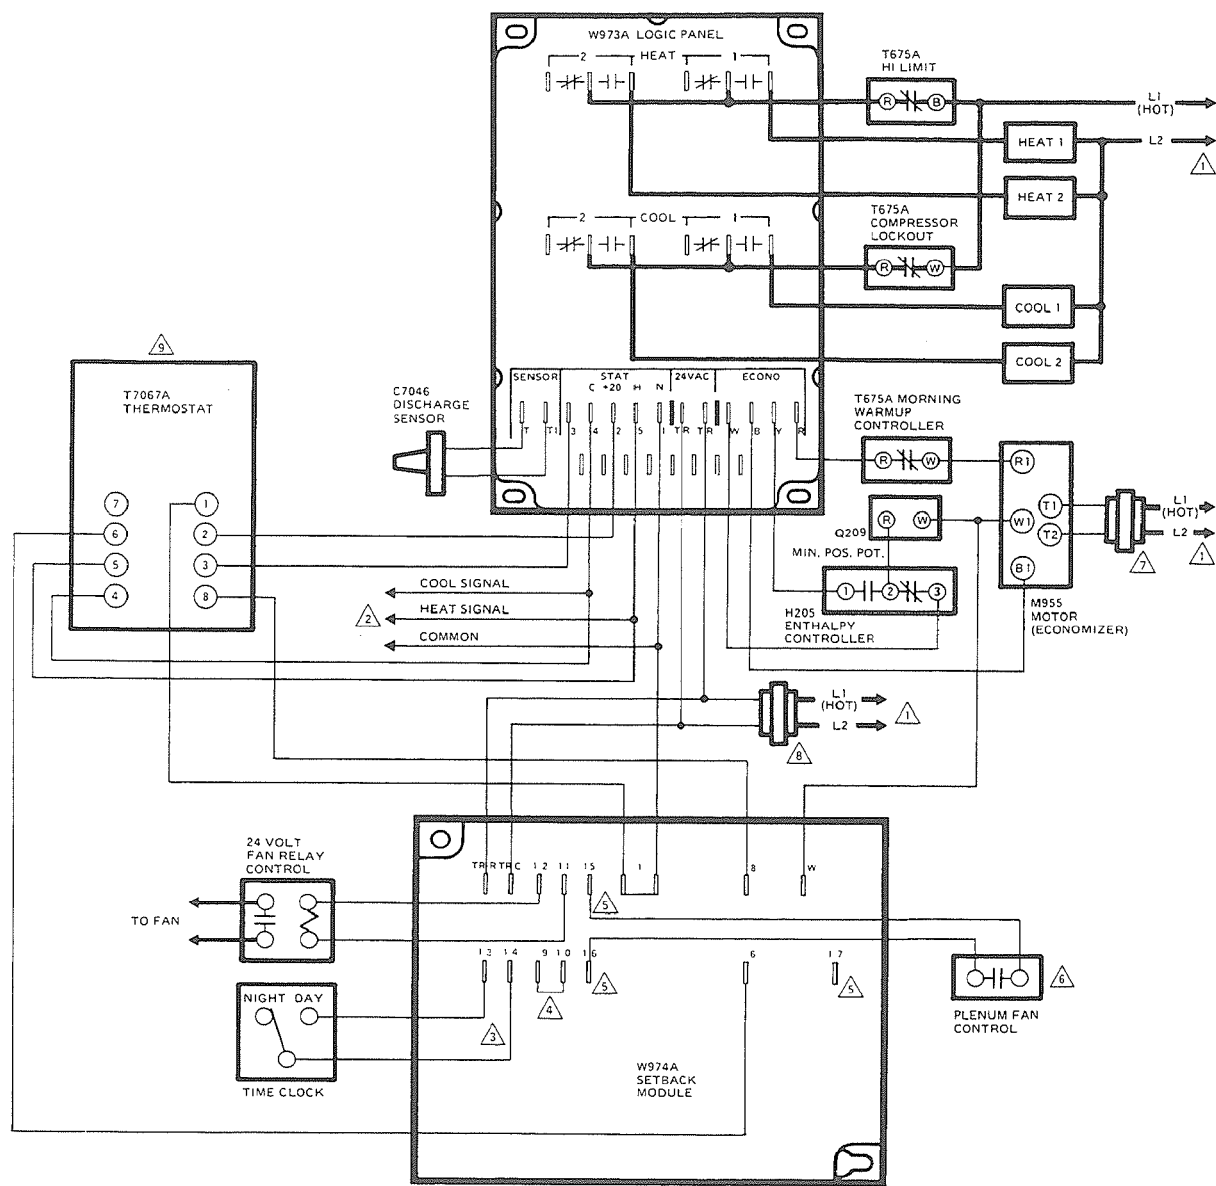 W973A LOGIC PANEL
2 HEAT 1
T675A
HI LIMIT
R B
L1
(HOT)
HEAT 1
L2
1
HEAT 2
2 COOL 1
T675A
COMPRESSOR
LOCKOUT
R W
COOL 1
COOL 2
9
T7067A
THERMOSTAT
C7046
DISCHARGE
SENSOR
SENSOR STAT 24VAC ECONO
C +20 H N
T T1 3 4 2 5 1 TR TR W B Y R
T675A MORNING
WARMUP
CONTROLLER
R W
R1
7 1
6 2
5 3
4 8
R W
Q209
W1
T1
T2
B1
L1
(HOT)
L2
7
1
MIN. POS. POT.
1 2 3
H205
ENTHALPY
CONTROLLER
M955
MOTOR
(ECONOMIZER)
COOL SIGNAL
2
HEAT SIGNAL
COMMON
L1
(HOT)
L2
1
8
24 VOLT
FAN RELAY
CONTROL
TO FAN
TR-R TR C 12 11 15 1 8 W
5
13 14 9 10 16 6 17
5
5
4
3
NIGHT DAY
TIME CLOCK
W974A
SETBACK
MODULE
6
PLENUM FAN
CONTROL